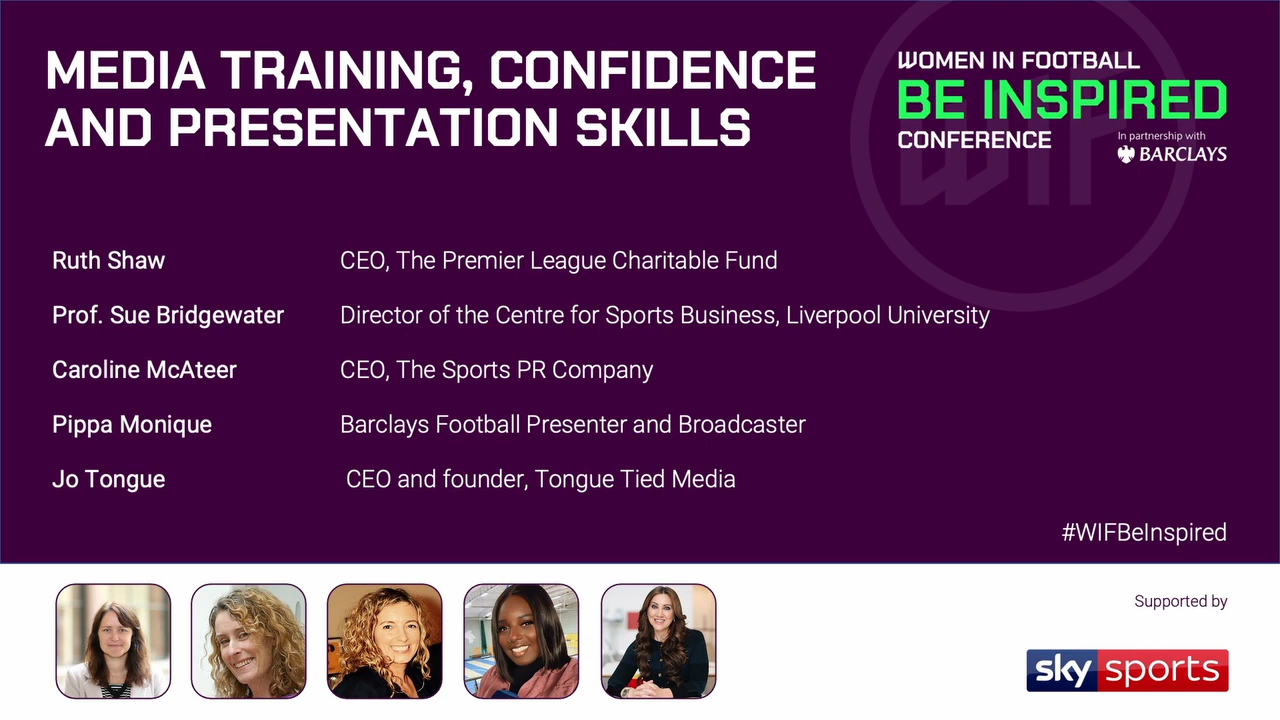 MEDIA TRAINING, CONFIDENCE
AND PRESENTATION SKILLS
WOMEN IN FOOTBALL
BE INSPIRED
CONFERENCE
In partnership with
BARCLAYS
WIF
Ruth Shaw CEO, The Premier League Charitable Fund
Prof. Sue Bridgewater Director of the Centre for Sports Business, Liverpool University
Caroline McAteer CEO, The Sports PR Company
Pippa Monique Barclays Football Presenter and Broadcaster
Jo Tongue CEO and founder, Tongue Tied Media
#WIFBeInspired
Supported by
sky sports